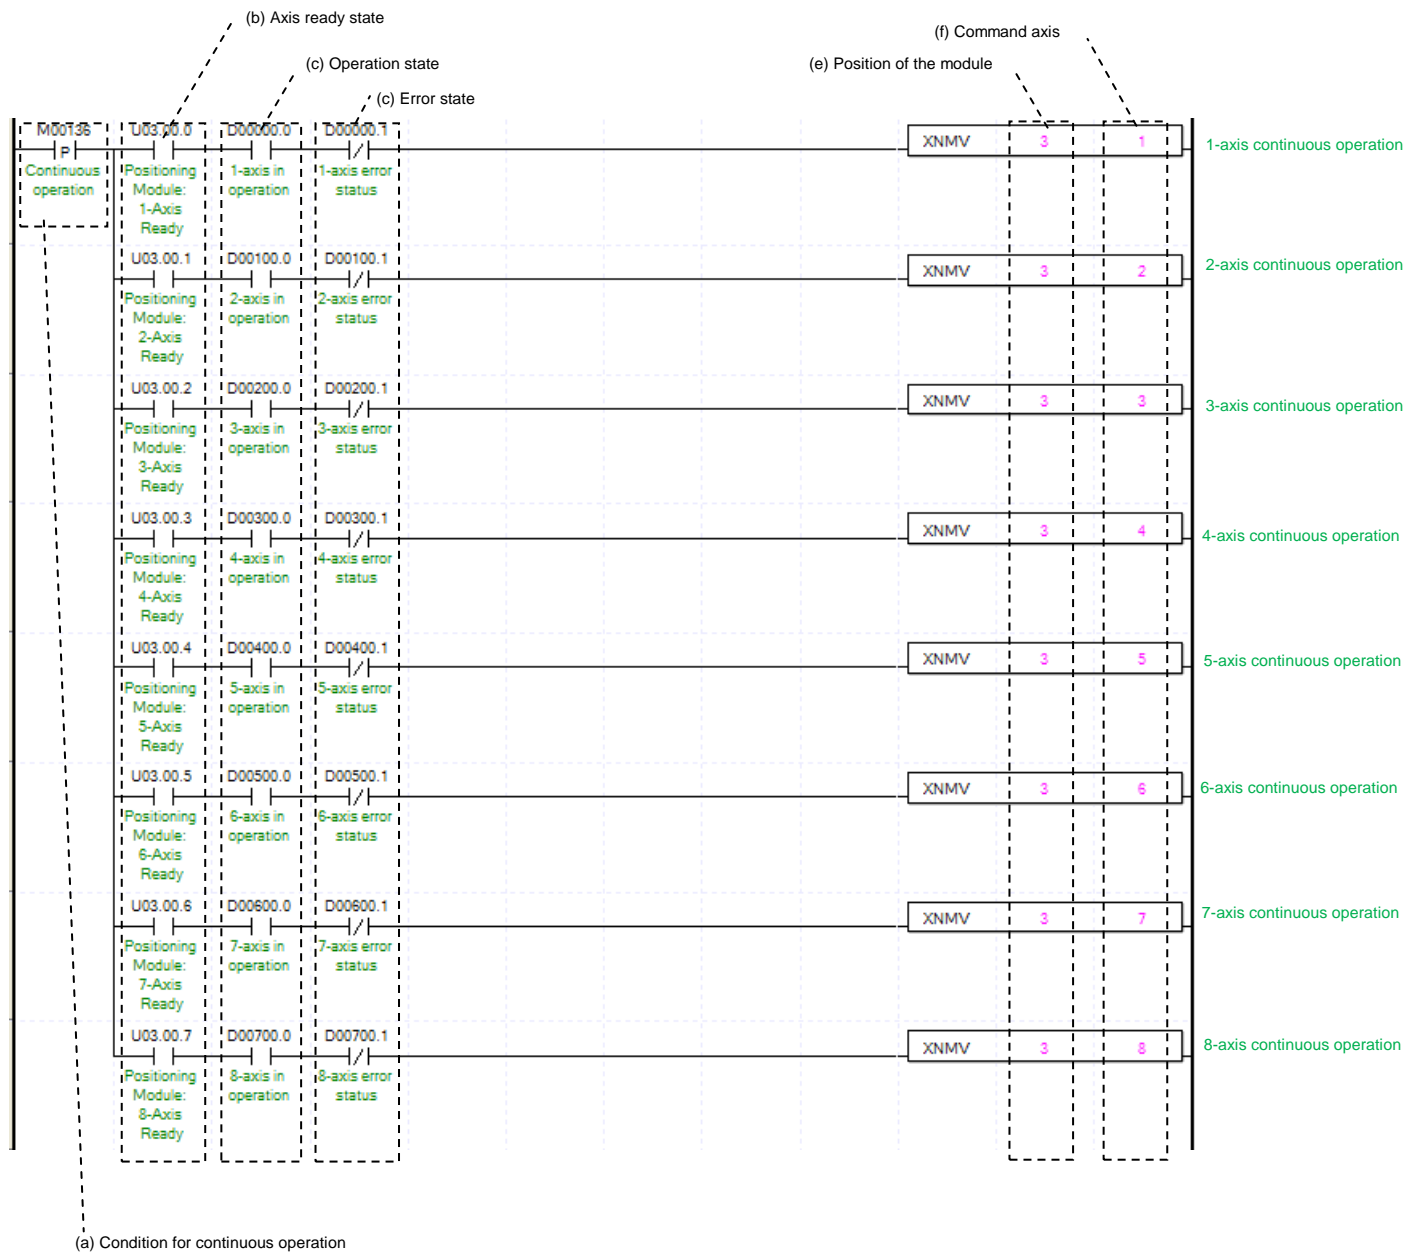 (b) Axis ready state
(f) Command axis
(c) Operation state
(e) Position of the module
(c) Error state
M00136 U03.00.0 D00000.0 D00000.1
P
XNMV 3 1
1-axis continuous operation
Continuous Positioning 1-axis in 1-axis error
operation Module: operation status
1-Axis
Ready
U03.00.1 D00100.0 D00100.1
XNMV 3 2
2-axis continuous operation
Positioning 2-axis in 2-axis error
Module: operation status
2-Axis
Ready
U03.00.2 D00200.0 D00200.1
XNMV 3 3
3-axis continuous operation
Positioning 3-axis in 3-axis error
Module: operation status
3-Axis
Ready
U03.00.3 D00300.0 D00300.1
XNMV 3 4
4-axis continuous operation
Positioning 4-axis in 4-axis error
Module: operation status
4-Axis
Ready
U03.00.4 D00400.0 D00400.1
XNMV 3 5
5-axis continuous operation
Positioning 5-axis in 5-axis error
Module: operation status
5-Axis
Ready
U03.00.5 D00500.0 D00500.1
XNMV 3 6
6-axis continuous operation
Positioning 6-axis in 6-axis error
Module: operation status
6-Axis
Ready
U03.00.6 D00600.0 D00600.1
XNMV 3 7
7-axis continuous operation
Positioning 7-axis in 7-axis error
Module: operation status
7-Axis
Ready
U03.00.7 D00700.0 D00700.1
XNMV 3 8
8-axis continuous operation
Positioning 8-axis in 8-axis error
Module: operation status
8-Axis
Ready
(a) Condition for continuous operation